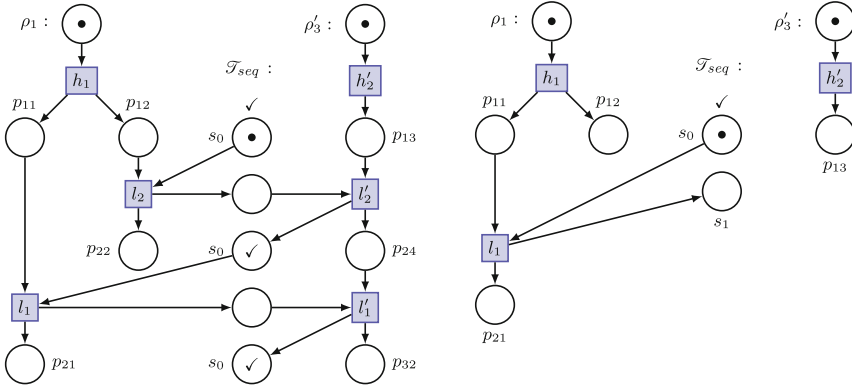 ρ₁ : ρ′₃ : ρ₁ : ρ′₃ :
𝒯seq : 𝒯seq :
h₁ h′₂ h₁ h′₂
p₁₁ p₁₂ ✓ p₁₁ p₁₂ ✓
s₀ p₁₃ s₀ p₁₃
l₂ l′₂ s₁
p₂₂ s₀ ✓ p₂₄ l₁
l₁ l′₁ p₂₁
p₂₁ s₀ ✓ p₃₂